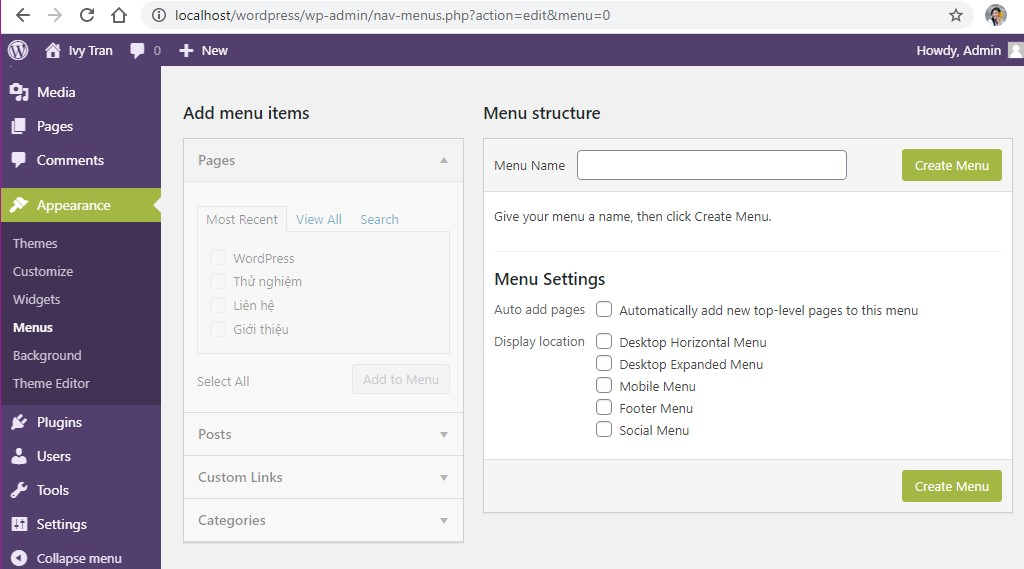 localhost/wordpress/wp-admin/nav-menus.php?action=edit&menu=0
Ivy Tran 0 New Howdy, Admin
Media
Pages
Comments
Appearance
Themes
Customize
Widgets
Menus
Background
Theme Editor
Plugins
Users
Tools
Settings
Collapse menu
Add menu items
Pages
Most Recent View All Search
WordPress
Thử nghiệm
Liên hệ
Giới thiệu
Select All Add to Menu
Posts
Custom Links
Categories
Menu structure
Menu Name Create Menu
Give your menu a name, then click Create Menu.
Menu Settings
Auto add pages Automatically add new top-level pages to this menu
Display location Desktop Horizontal Menu
Desktop Expanded Menu
Mobile Menu
Footer Menu
Social Menu
Create Menu